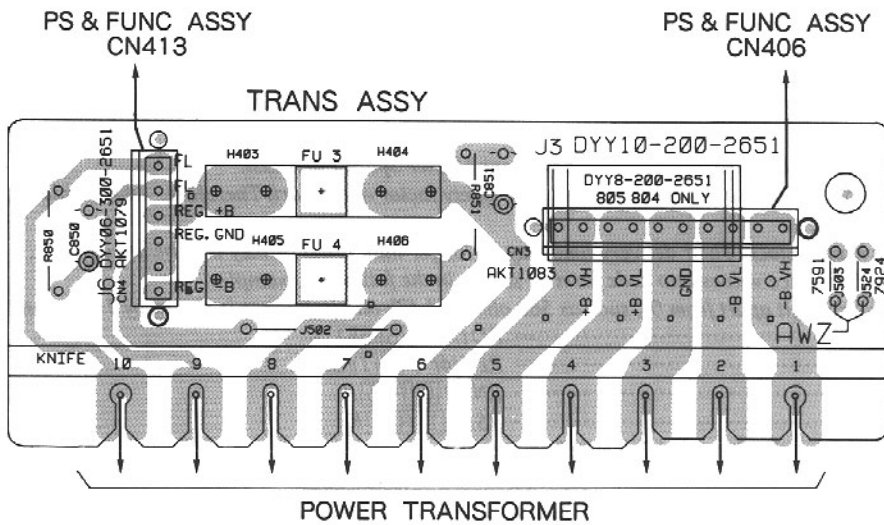 PS & FUNC ASSY
CN413
PS & FUNC ASSY
CN406
TRANS ASSY
J3 DYY10-200-2651
DYY8-200-2651
805 804 ONLY
H403
FU 3
H404
R851
C851
FL
FL
REG. +B
REG. GND
REG. -B
H405
FU 4
H406
R850
C850
J6 DYY06-300-2651
CN4 AKT1079
CN3
AKT1083
+B VH
+B VL
GND
-B VL
-B VH
7591
J503
J524
7924
AWZ
J502
KNIFE 10 9 8 7 6 5 4 3 2 1
POWER TRANSFORMER